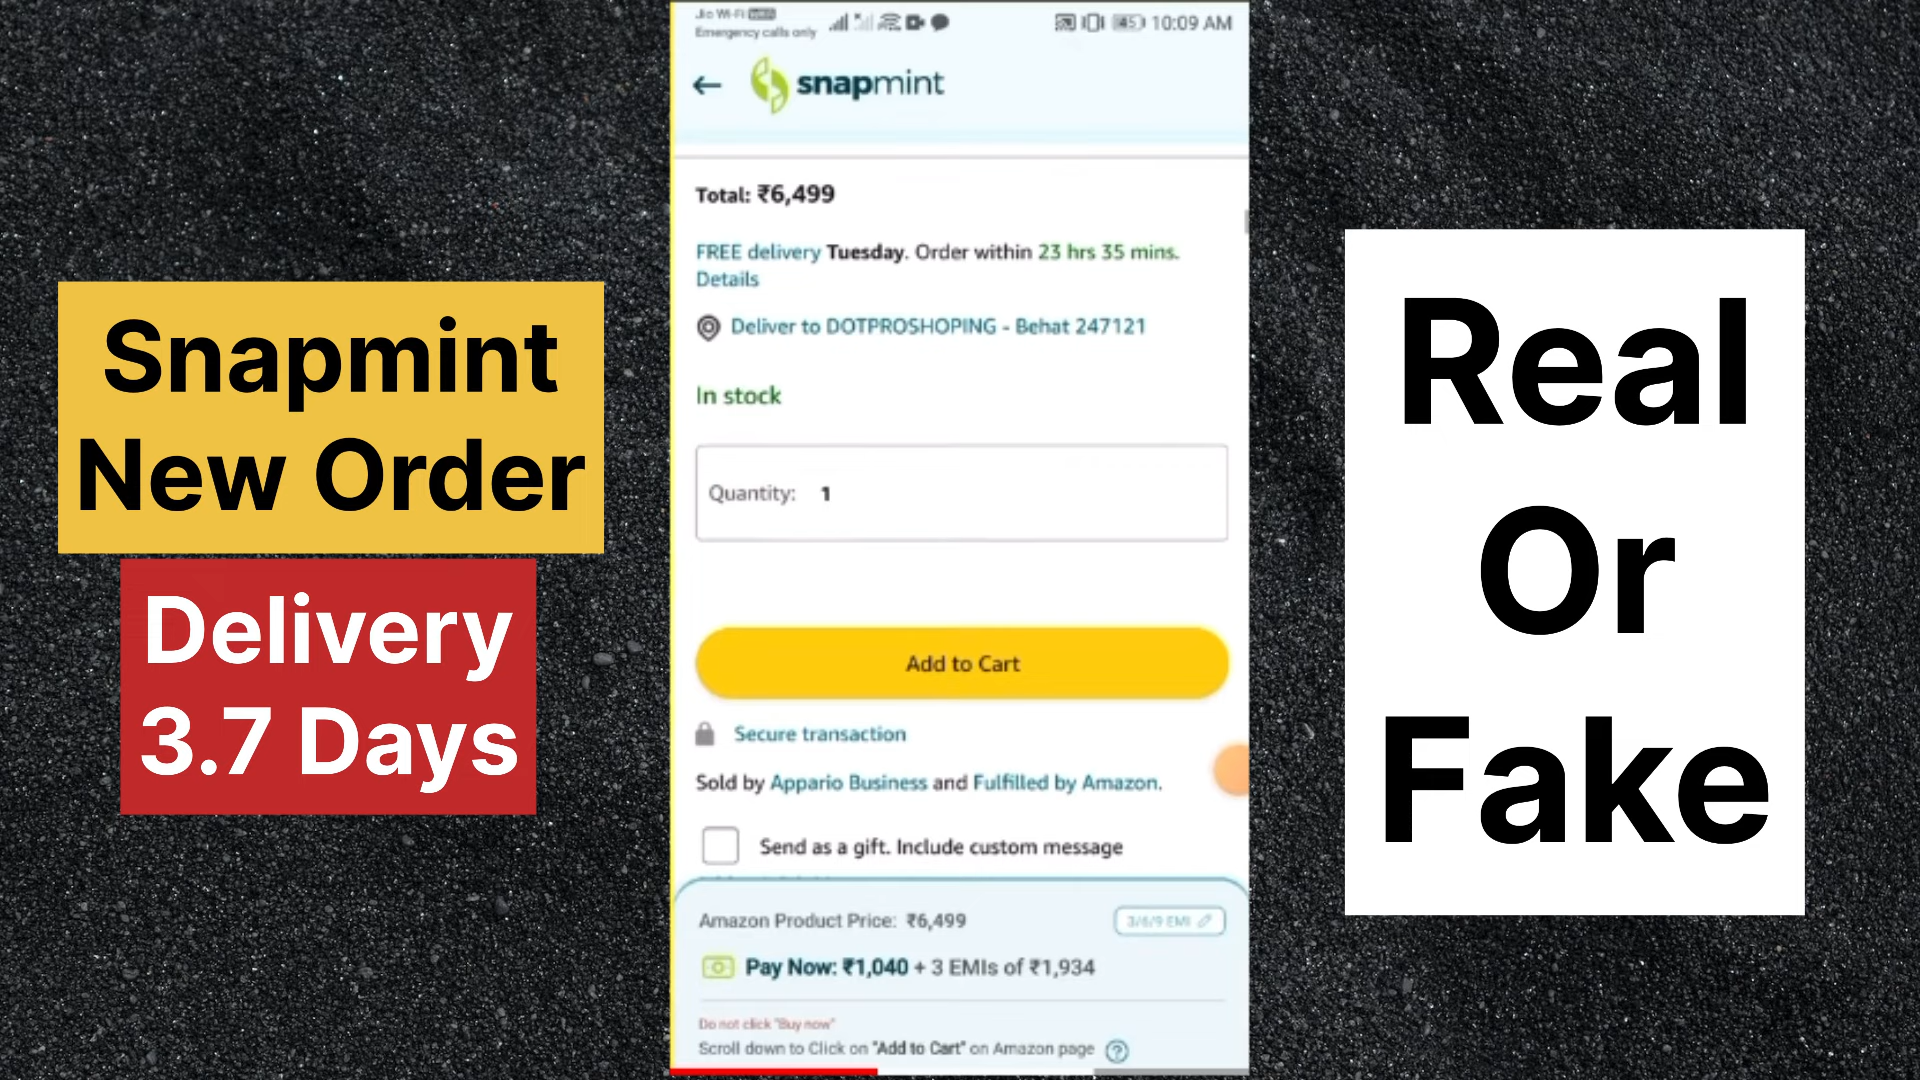 Snapmint
New Order
Delivery
3.7 Days
Jio Wi-Fi
Emergency calls only
45
10:09 AM
snapmint
Total: ₹6,499
FREE delivery Tuesday. Order within 23 hrs 35 mins.
Details
Deliver to DOTPROSHOPING - Behat 247121
In stock
Quantity: 1
Add to Cart
Secure transaction
Sold by Appario Business and Fulfilled by Amazon.
Send as a gift. Include custom message
Amazon Product Price: ₹6,499
3/6/9 EMI
Pay Now: ₹1,040 + 3 EMIs of ₹1,934
Do not click "Buy now"
Scroll down to Click on "Add to Cart" on Amazon page
Real
Or
Fake